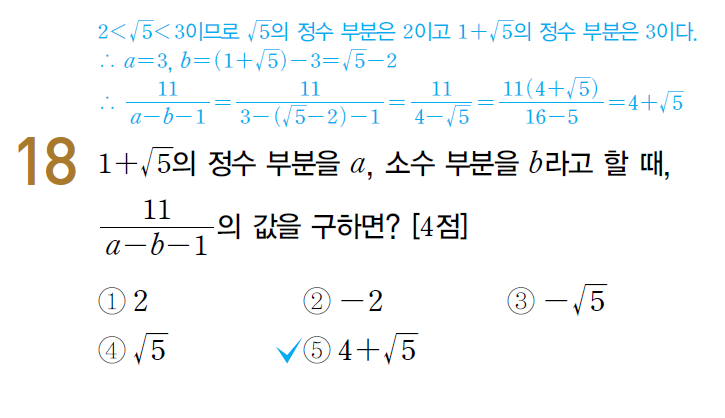 2<√5<3이므로 √5의 정수 부분은 2이고 1+√5의 정수 부분은 3이다.
∴ a=3, b=(1+√5)-3=√5-2
∴ 11/(a-b-1)=11/(3-(√5-2)-1)=11/(4-√5)=11(4+√5)/(16-5)=4+√5
18 1+√5의 정수 부분을 a, 소수 부분을 b라고 할 때,
11/(a-b-1)의 값을 구하면? [4점]
① 2 ② -2 ③ -√5
④ √5 ✓⑤ 4+√5